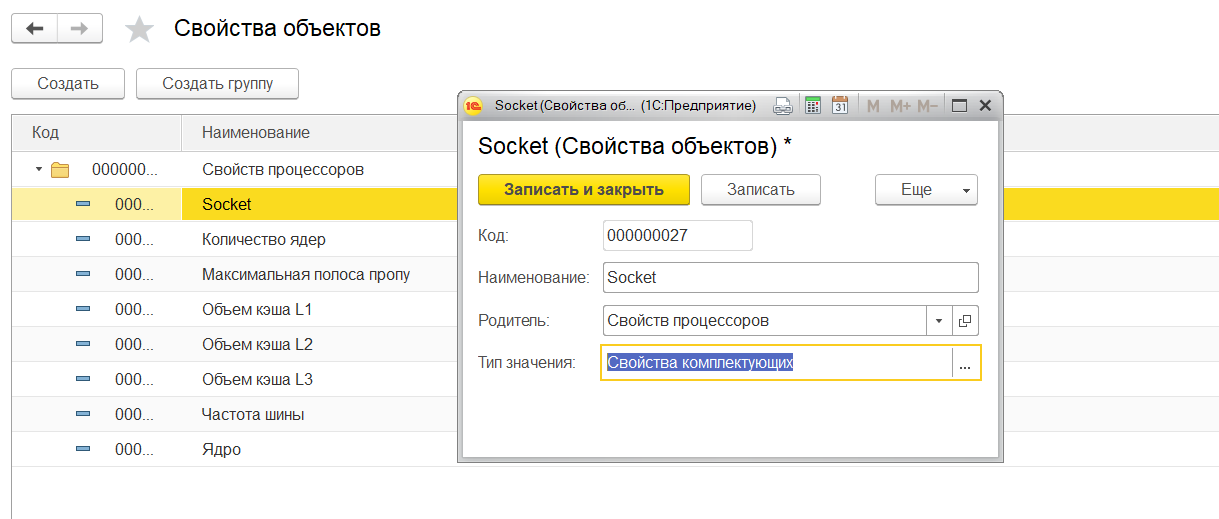 Свойства объектов
Создать Создать группу
Код Наименование
000000... Свойств процессоров
000... Socket
000... Количество ядер
000... Максимальная полоса пропу
000... Объем кэша L1
000... Объем кэша L2
000... Объем кэша L3
000... Частота шины
000... Ядро
1С Socket (Свойства об... (1С:Предприятие) 31 M M+ M−
Socket (Свойства объектов) *
Записать и закрыть Записать Еще
Код: 000000027
Наименование: Socket
Родитель: Свойств процессоров
Тип значения: Свойства комплектующих ...